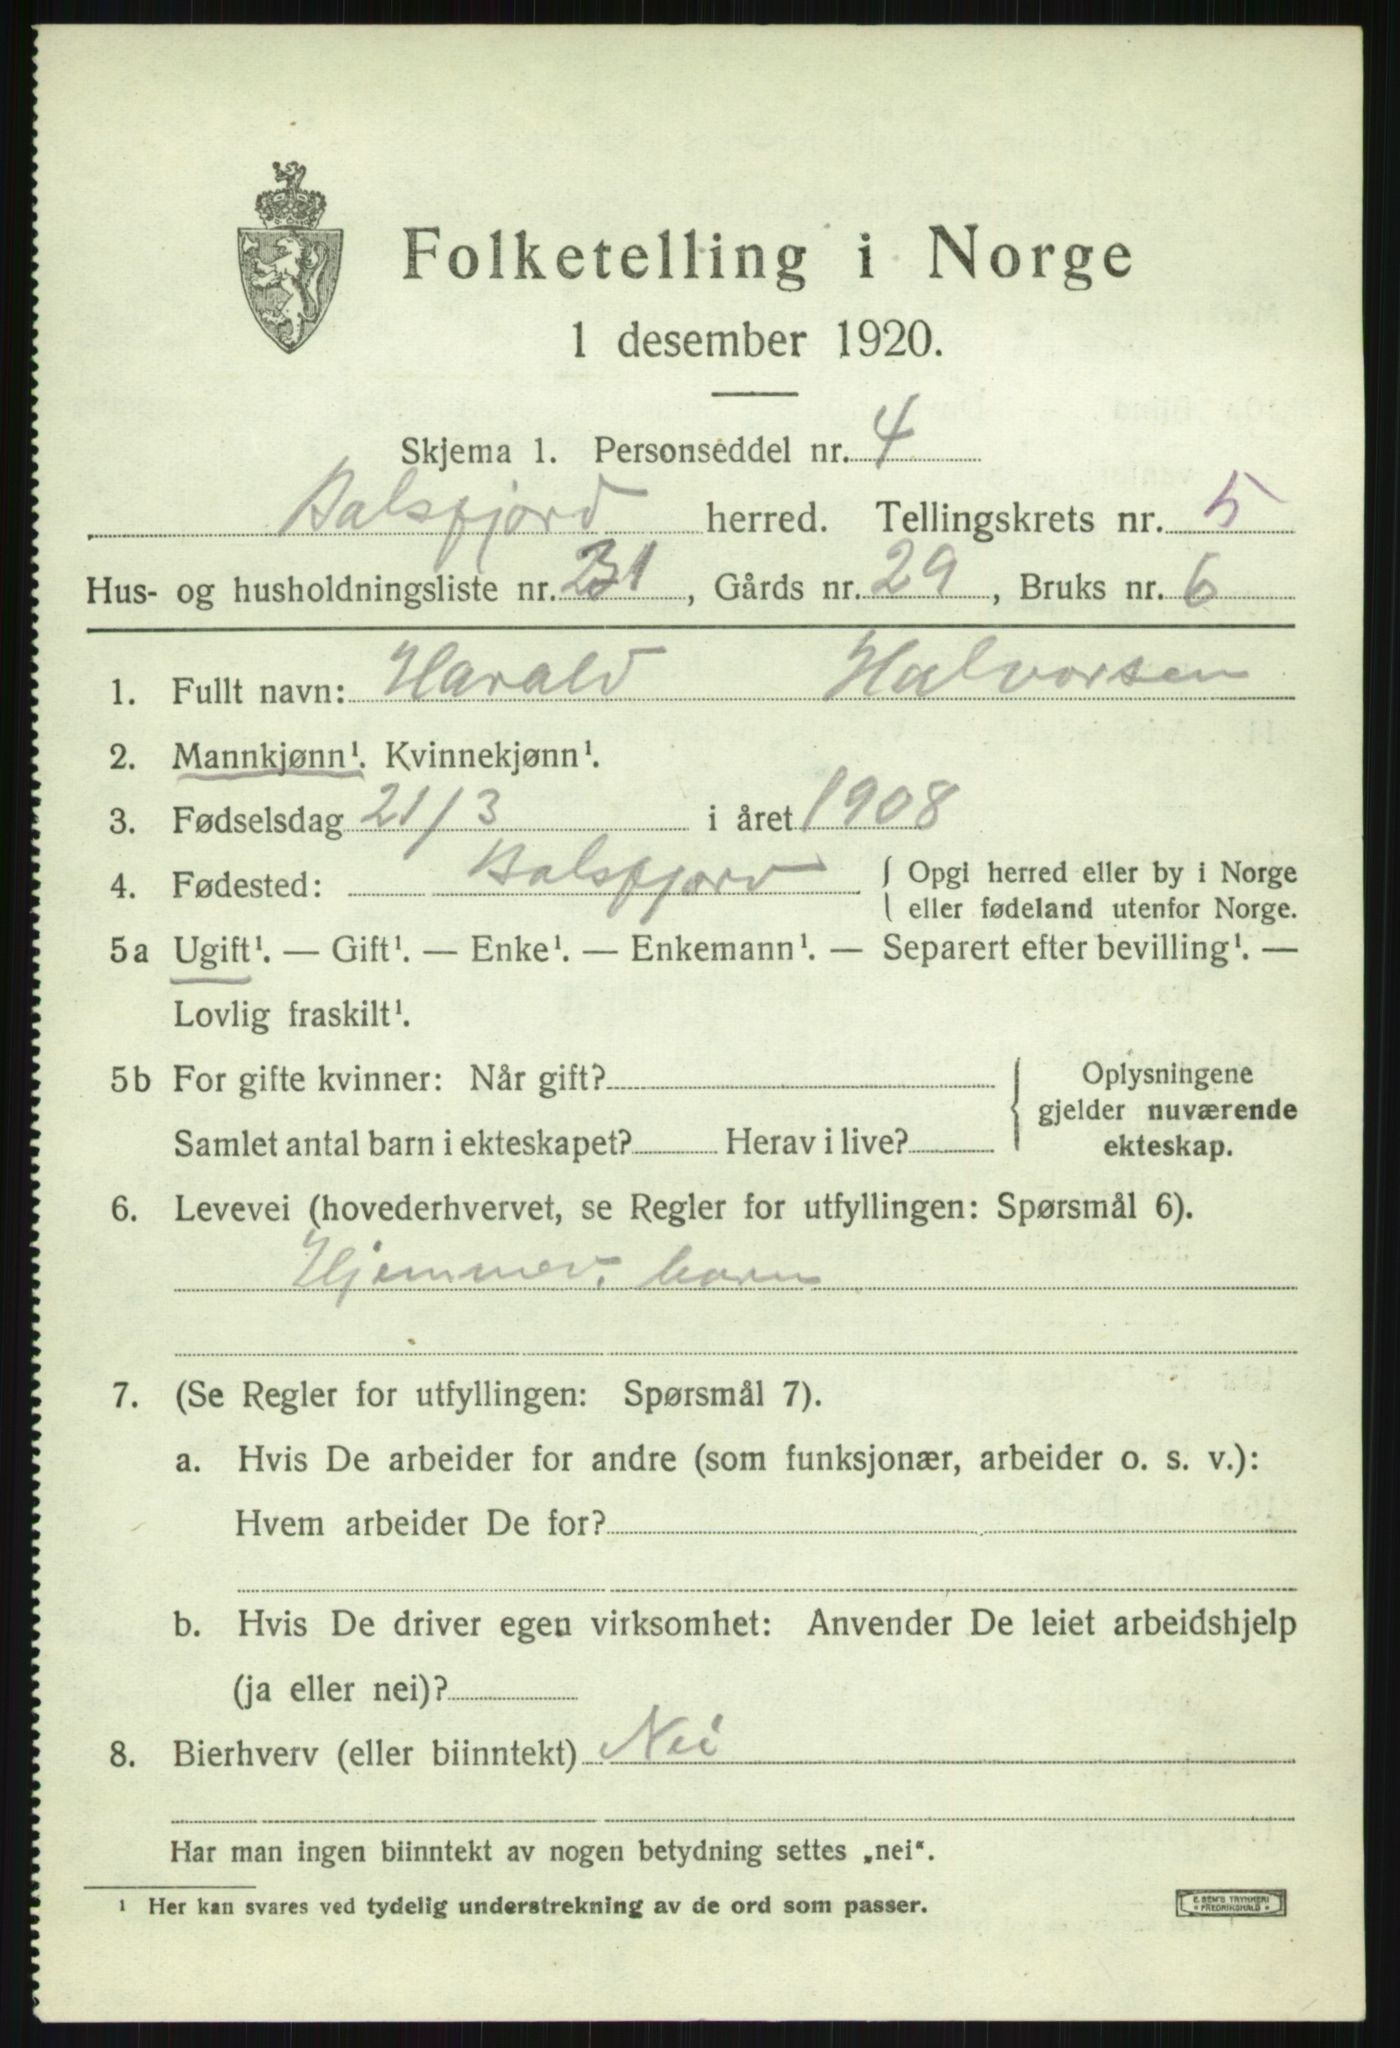 Folketelling i Norge
1 desember 1920.
Skjema 1. Personseddel nr. 4
Balsfjord herred. Tellingskrets nr. 5
Hus- og husholdningsliste nr. 31, Gårds nr. 29, Bruks nr. 6
1. Fullt navn: Harald Halvorsen
2. Mannkjønn¹. Kvinnekjønn¹.
3. Fødselsdag 21/3 i året 1908
4. Fødested: Balsfjord { Opgi herred eller by i Norge
eller fødeland utenfor Norge.
5a Ugift¹. — Gift¹. — Enke¹. — Enkemann¹. — Separert efter bevilling¹. —
Lovlig fraskilt¹.
5b For gifte kvinner: Når gift? { Oplysningene
gjelder nuværende
Samlet antal barn i ekteskapet? Herav i live? ekteskap.
6. Levevei (hovederhvervet, se Regler for utfyllingen: Spørsmål 6).
Hjemmev. barn
7. (Se Regler for utfyllingen: Spørsmål 7).
a. Hvis De arbeider for andre (som funksjonær, arbeider o. s. v.):
Hvem arbeider De for?
b. Hvis De driver egen virksomhet: Anvender De leiet arbeidshjelp
(ja eller nei)?
8. Bierhverv (eller biinntekt) Nei
Har man ingen biinntekt av nogen betydning settes „nei“.
¹ Her kan svares ved tydelig understrekning av de ord som passer.
E. SEM'S TRYKKERI
* FREDRIKSHALD *